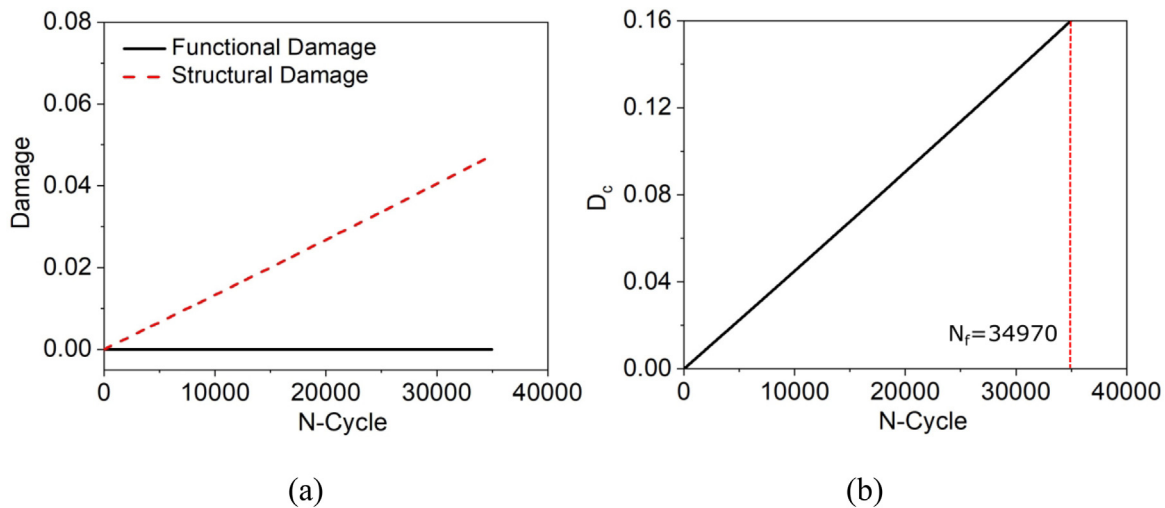 0.08
0.06
0.04
0.02
0.00
Damage
Functional Damage
Structural Damage
0 10000 20000 30000 40000
N-Cycle
(a)
0.16
0.12
0.08
0.04
0.00
D_c
N_f=34970
0 10000 20000 30000 40000
N-Cycle
(b)